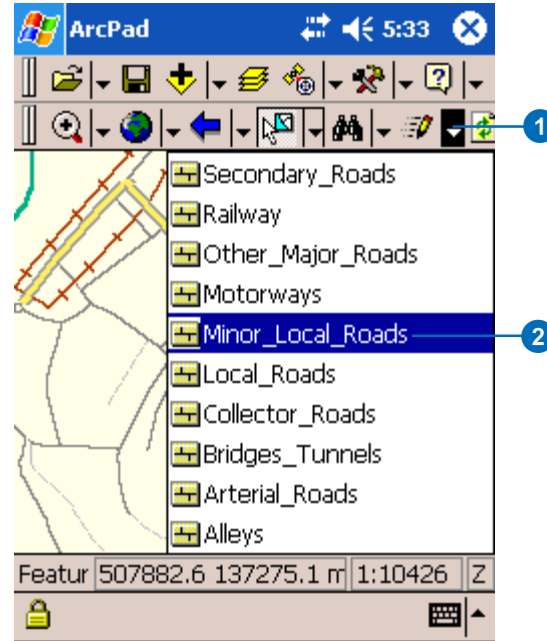 ArcPad 5:33
1
Secondary_Roads
Railway
Other_Major_Roads
Motorways
Minor_Local_Roads
2
Local_Roads
Collector_Roads
Bridges_Tunnels
Arterial_Roads
Alleys
Featur 507882.6 137275.1 m 1:10426 Z